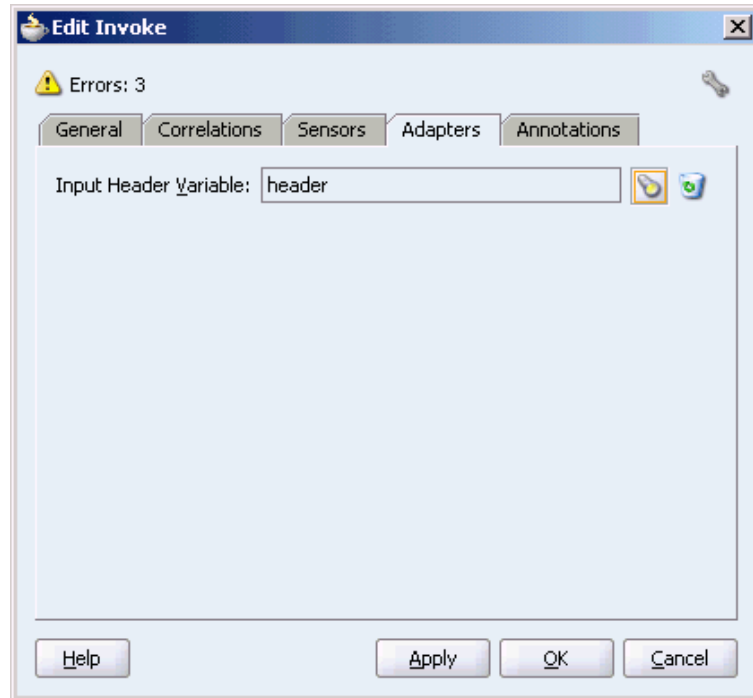 Edit Invoke
Errors: 3
General Correlations Sensors Adapters Annotations
Input Header Variable: header
Help Apply OK Cancel